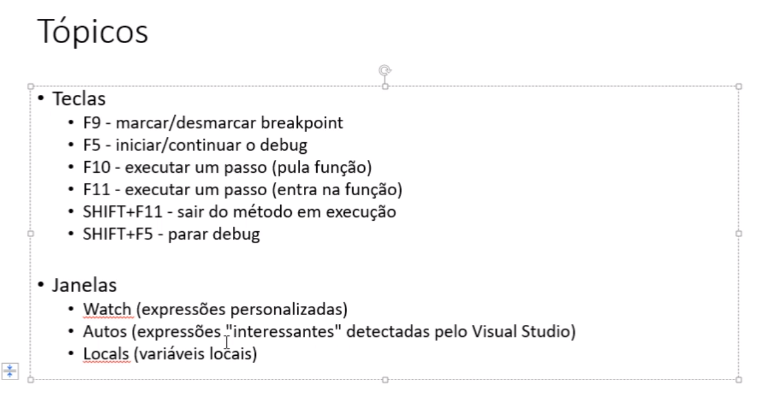 Tópicos
• Teclas
• F9 - marcar/desmarcar breakpoint
• F5 - iniciar/continuar o debug
• F10 - executar um passo (pula função)
• F11 - executar um passo (entra na função)
• SHIFT+F11 - sair do método em execução
• SHIFT+F5 - parar debug
• Janelas
• Watch (expressões personalizadas)
• Autos (expressões "interessantes" detectadas pelo Visual Studio)
• Locals (variáveis locais)